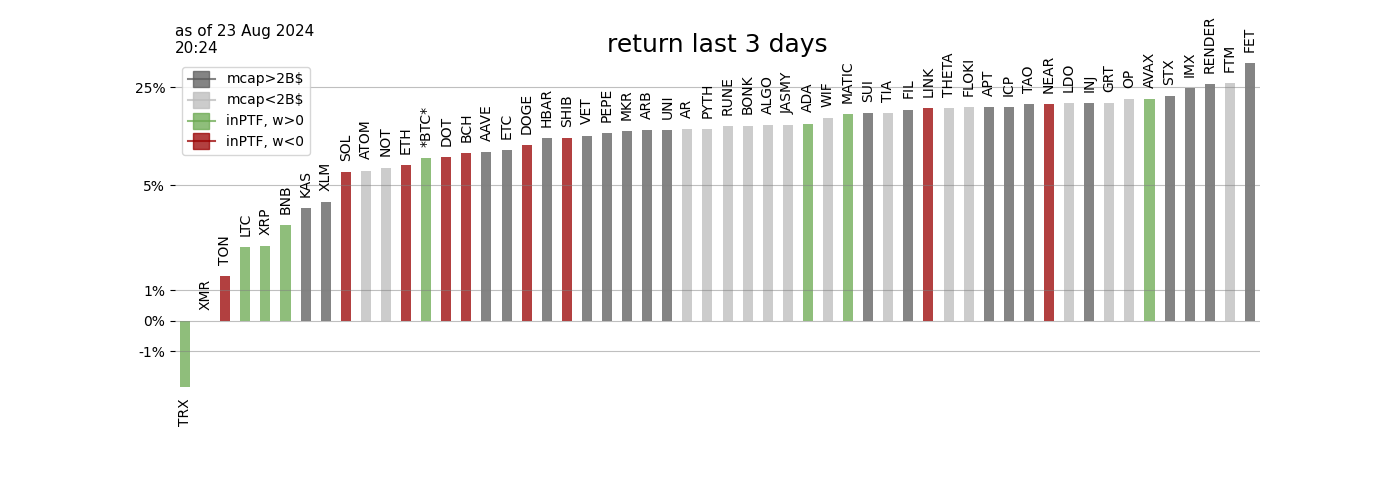 as of 23 Aug 2024
20:24
return last 3 days
mcap>2B$
mcap<2B$
inPTF, w>0
inPTF, w<0
25%
5%
1%
0%
-1%
TRX
XMR
TON
LTC
XRP
BNB
KAS
XLM
SOL
ATOM
NOT
ETH
*BTC*
DOT
BCH
AAVE
ETC
DOGE
HBAR
SHIB
VET
PEPE
MKR
ARB
UNI
AR
PYTH
RUNE
BONK
ALGO
JASMY
ADA
WIF
MATIC
SUI
TIA
FIL
LINK
THETA
FLOKI
APT
ICP
TAO
NEAR
LDO
INJ
GRT
OP
AVAX
STX
IMX
RENDER
FTM
FET